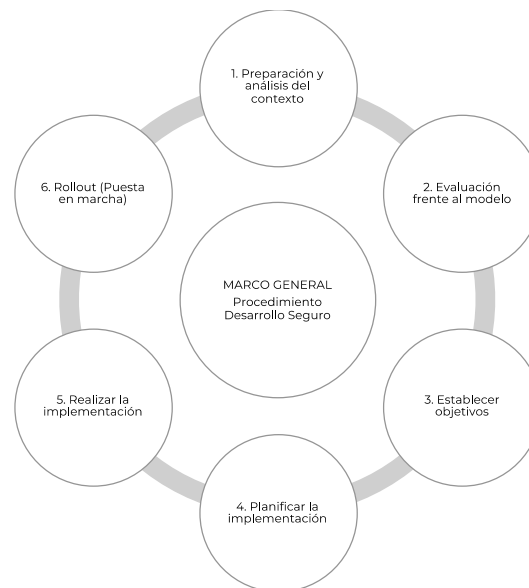 1. Preparación y
análisis del
contexto
2. Evaluación
frente al modelo
3. Establecer
objetivos
4. Planificar la
implementación
5. Realizar la
implementación
6. Rollout (Puesta
en marcha)
MARCO GENERAL
Procedimiento
Desarrollo Seguro